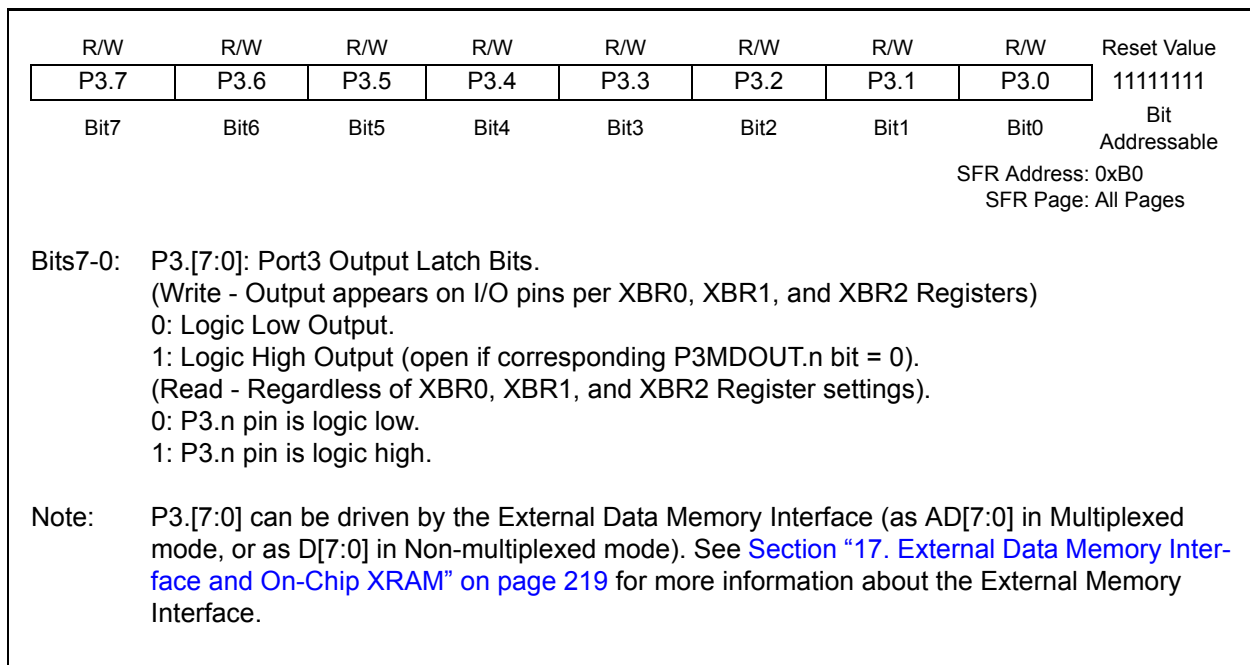 R/W R/W R/W R/W R/W R/W R/W R/W Reset Value
P3.7 P3.6 P3.5 P3.4 P3.3 P3.2 P3.1 P3.0 11111111
Bit7 Bit6 Bit5 Bit4 Bit3 Bit2 Bit1 Bit0 Bit
Addressable
SFR Address: 0xB0
SFR Page: All Pages
Bits7-0: P3.[7:0]: Port3 Output Latch Bits.
(Write - Output appears on I/O pins per XBR0, XBR1, and XBR2 Registers)
0: Logic Low Output.
1: Logic High Output (open if corresponding P3MDOUT.n bit = 0).
(Read - Regardless of XBR0, XBR1, and XBR2 Register settings).
0: P3.n pin is logic low.
1: P3.n pin is logic high.
Note: P3.[7:0] can be driven by the External Data Memory Interface (as AD[7:0] in Multiplexed
mode, or as D[7:0] in Non-multiplexed mode). See Section “17. External Data Memory Inter-
face and On-Chip XRAM” on page 219 for more information about the External Memory
Interface.